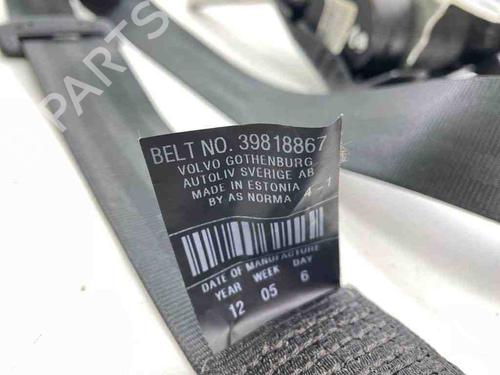 BELT NO. 39818867
VOLVO GOTHENBURG
AUTOLIV SVERIGE AB
MADE IN ESTONIA
BY AS NORMA 4-1
DATE OF MANUFACTURE
YEAR WEEK DAY
12 05 6
B-PARTS